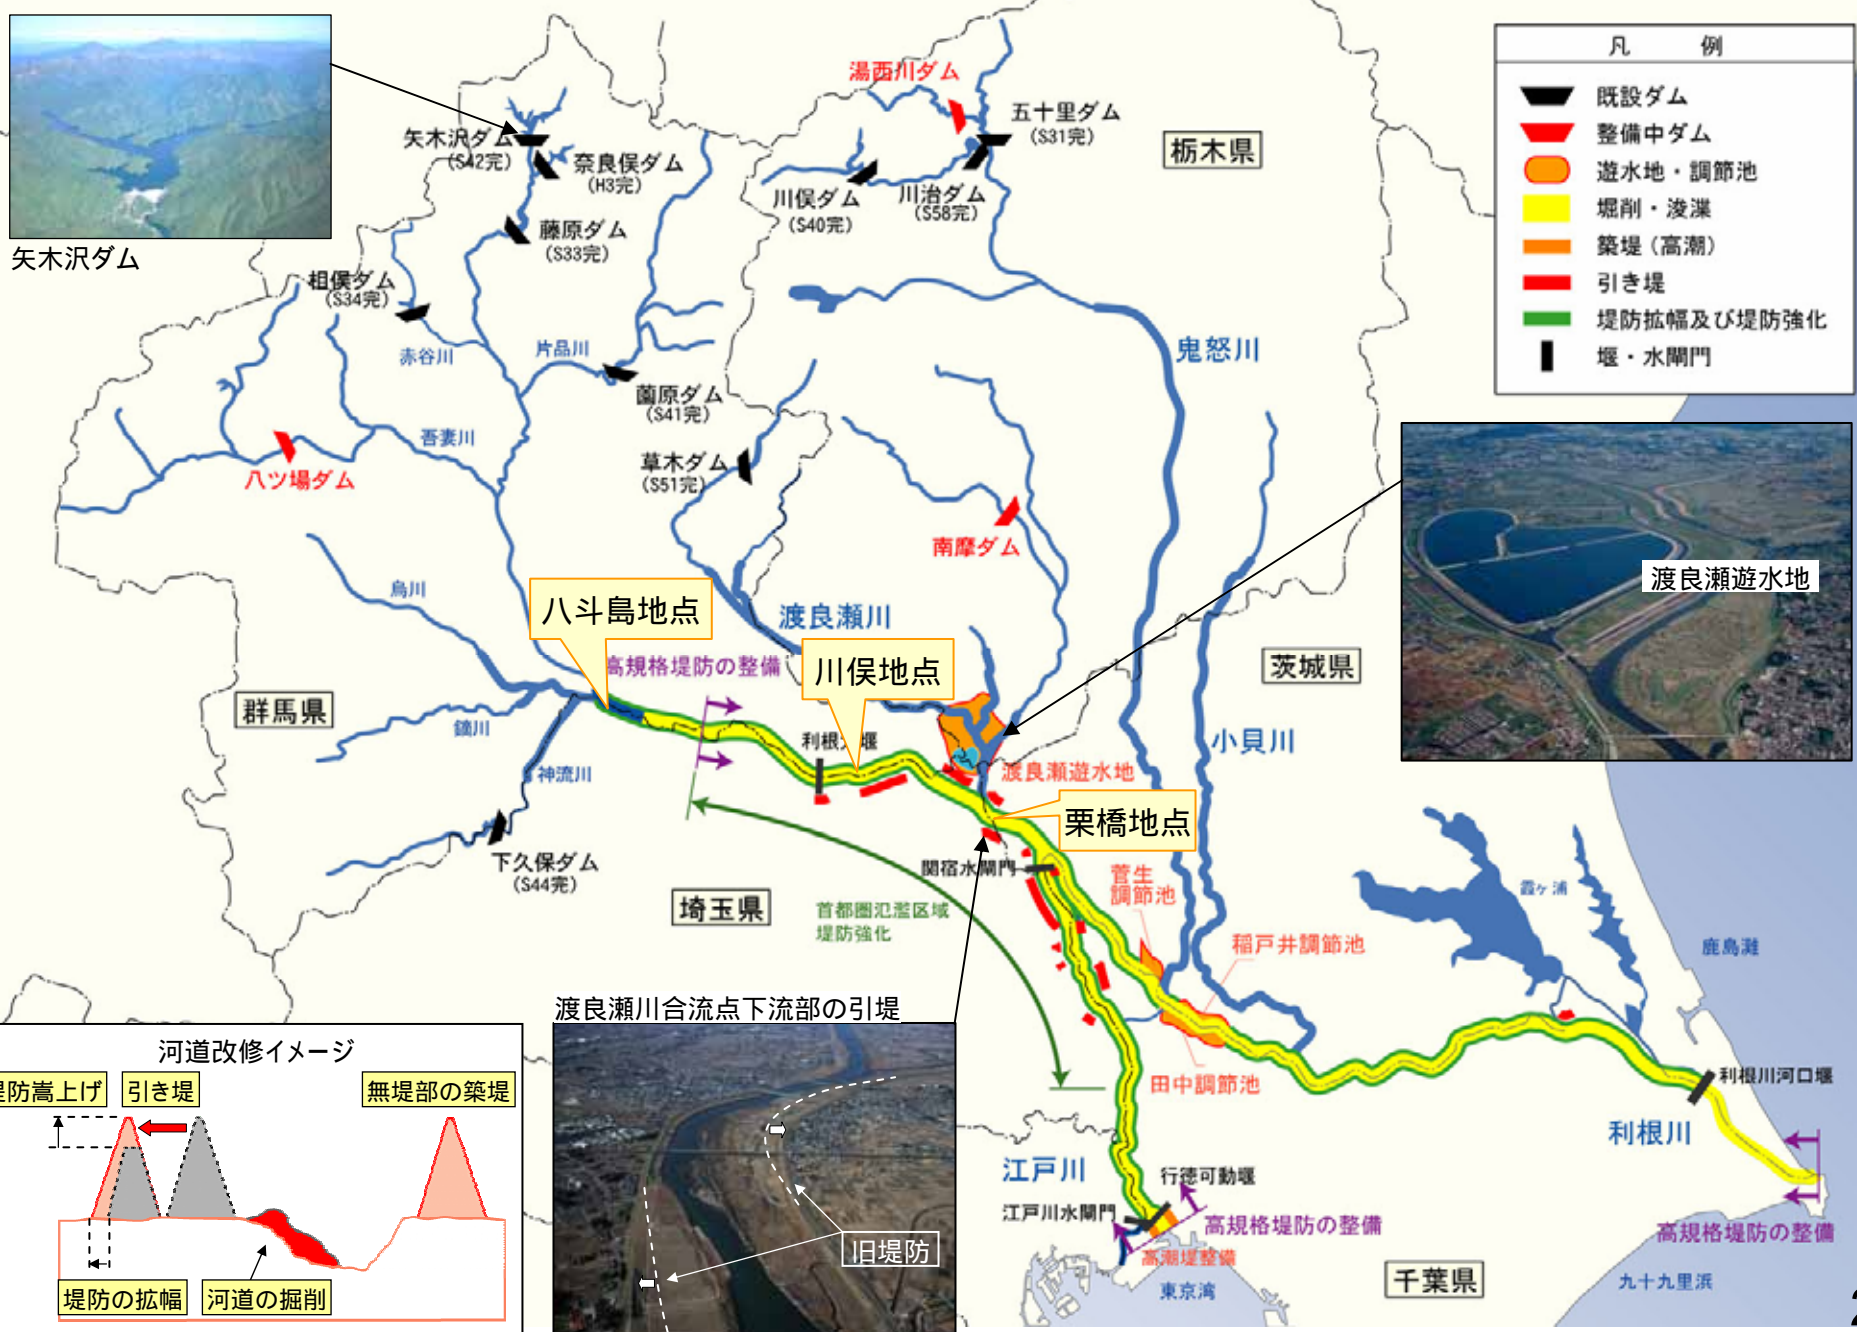 矢木沢ダム
凡 例
既設ダム
整備中ダム
遊水地・調節池
堀削・浚渫
築堤（高潮）
引き堤
堤防拡幅及び堤防強化
堰・水閘門
湯西川ダム
五十里ダム
(S31完)
栃木県
矢木沢ダム
(S42完)
奈良俣ダム
(H3完)
川俣ダム
(S40完)
川治ダム
(S58完)
藤原ダム
(S33完)
相俣ダム
(S34完)
赤谷川
片品川
薗原ダム
(S41完)
鬼怒川
吾妻川
八ツ場ダム
草木ダム
(S51完)
南摩ダム
渡良瀬遊水地
烏川
八斗島地点
渡良瀬川
高規格堤防の整備
川俣地点
茨城県
群馬県
鏑川
神流川
利根大堰
小貝川
渡良瀬遊水地
栗橋地点
下久保ダム
(S44完)
関宿水閘門
菅生
調節池
埼玉県
首都圏氾濫区域
堤防強化
霞ヶ浦
稲戸井調節池
鹿島灘
渡良瀬川合流点下流部の引堤
旧堤防
田中調節池
利根川河口堰
利根川
江戸川
行徳可動堰
江戸川水閘門
高規格堤防の整備
高潮堤整備
東京湾
高規格堤防の整備
千葉県
九十九里浜
河道改修イメージ
堤防嵩上げ
引き堤
無堤部の築堤
堤防の拡幅
河道の掘削